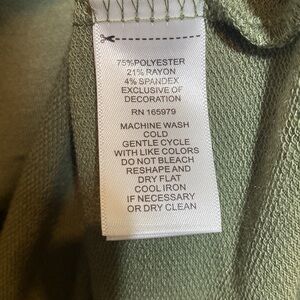 75%POLYESTER
21%RAYON
4%SPANDEX
EXCLUSIVE OF
DECORATION
RN 165979
MACHINE WASH
COLD
GENTLE CYCLE
WITH LIKE COLORS
DO NOT BLEACH
RESHAPE AND
DRY FLAT
COOL IRON
IF NECESSARY
OR DRY CLEAN